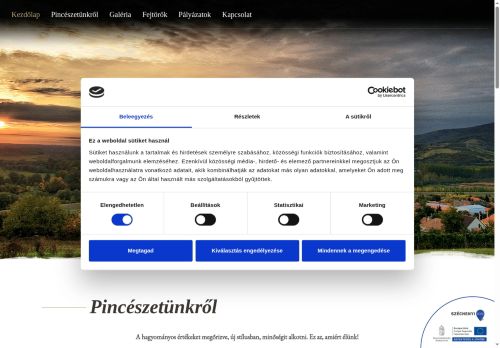 Kezdőlap Pincészetünkről Galéria Fejtörők Pályázatok Kapcsolat
Cookiebot
by Usercentrics
Beleegyezés Részletek A sütikről
Ez a weboldal sütiket használ
Sütiket használunk a tartalmak és hirdetések személyre szabásához, közösségi funkciók biztosításához, valamint
weboldalforgalmunk elemzéséhez. Ezenkívül közösségi média-, hirdető- és elemező partnereinkkel megosztjuk az Ön
weboldalhasználatra vonatkozó adatait, akik kombinálhatják az adatokat más olyan adatokkal, amelyeket Ön adott meg
számukra vagy az Ön által használt más szolgáltatásokból gyűjtöttek.
Elengedhetetlen Beállítások Statisztikai Marketing
Megtagad Kiválasztás engedélyezése Mindennek a megengedése
Pincészetünkről
A hagyományos értékeket megőrizve, új stílusban, minőségit alkotni. Ez az, amiért élünk!
SZÉCHENYI